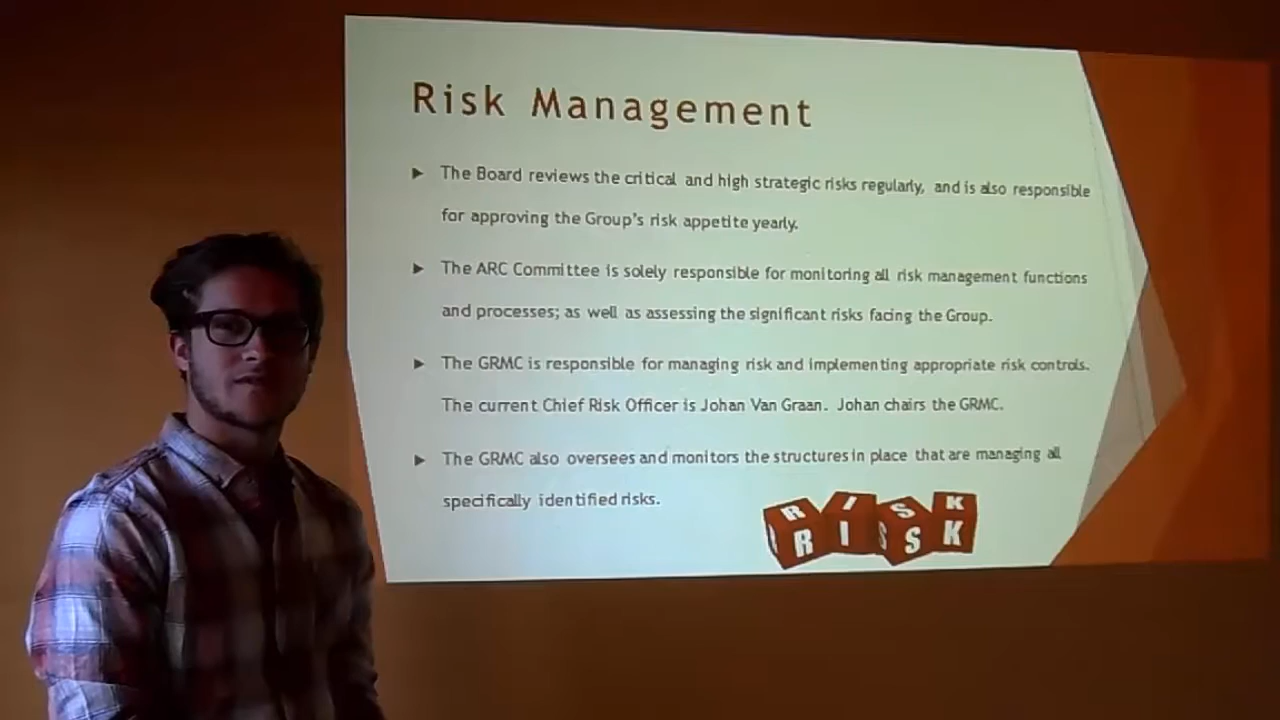 Risk Management
The Board reviews the critical and high strategic risks regularly, and is also responsible
for approving the Group's risk appetite yearly.
The ARC Committee is solely responsible for monitoring all risk management functions
and processes; as well as assessing the significant risks facing the Group.
The GRMC is responsible for managing risk and implementing appropriate risk controls.
The current Chief Risk Officer is Johan Van Graan. Johan chairs the GRMC.
The GRMC also oversees and monitors the structures in place that are managing all
specifically identified risks.
R I S K
R I S K